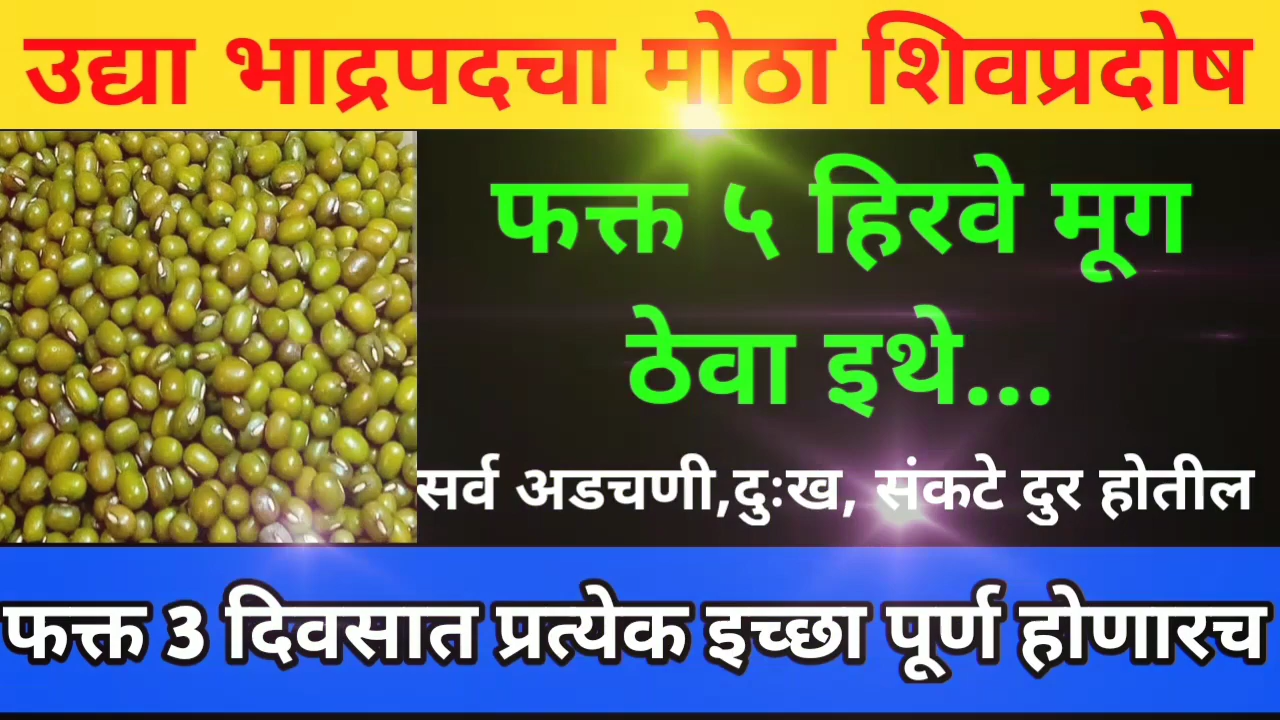 उद्या भाद्रपदचा मोठा शिवप्रदोष
फक्त ५ हिरवे मूग
ठेवा इथे...
सर्व अडचणी,दुःख, संकटे दुर होतील
फक्त 3 दिवसात प्रत्येक इच्छा पूर्ण होणारच